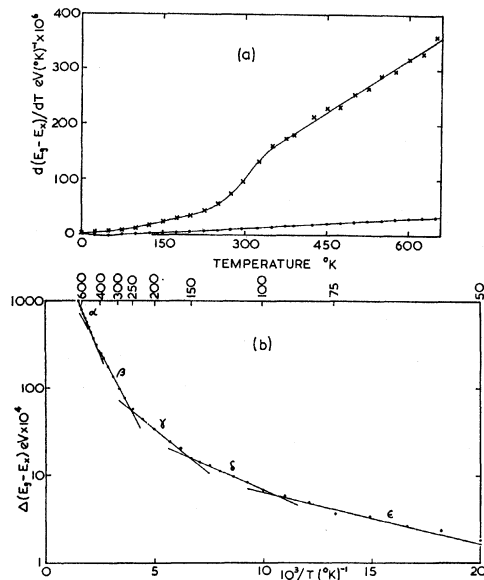 (a)
d(Eg-Ex)/dT eV(°K)⁻¹×10⁶
400
300
200
100
0
0 150 300 450 600
TEMPERATURE °K
600 400 300 250 200 150 100 75 50
(b)
Δ(Eg-Ex) eV×10⁴
1000
100
10
1
α
β
γ
δ
ε
0 5 10 15 20
10³/T (°K)⁻¹